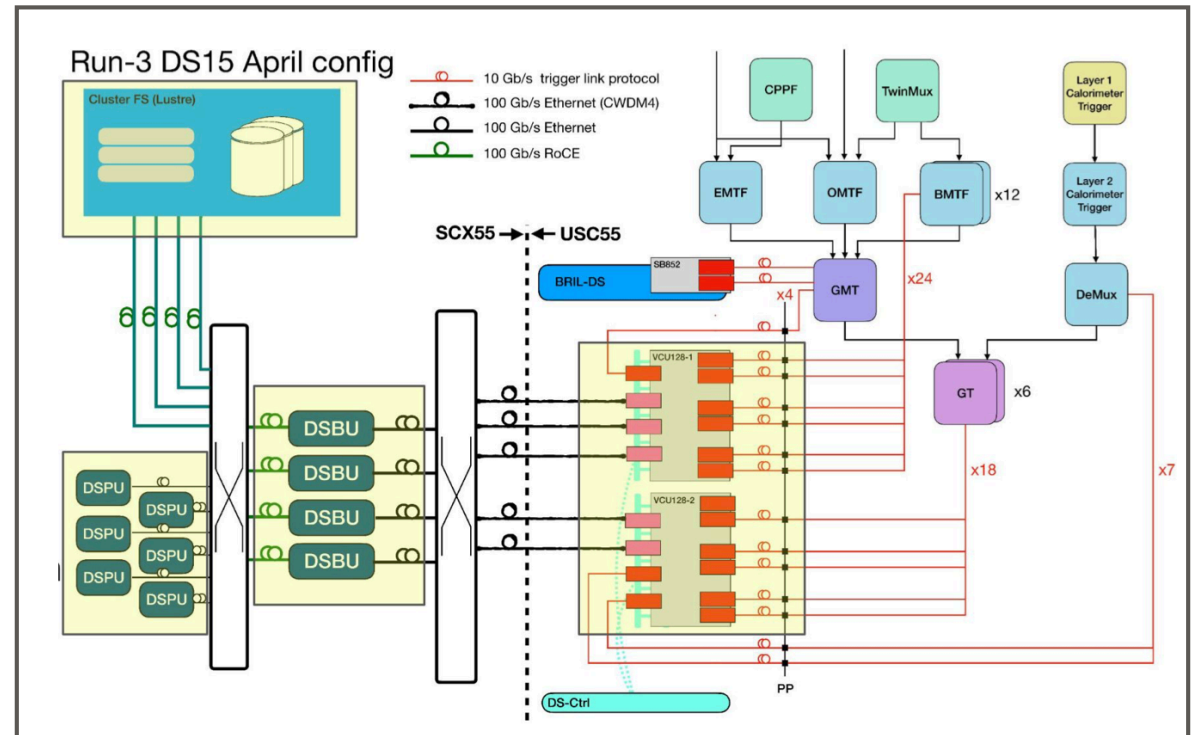 Run-3 DS15 April config
Cluster FS (Lustre)
10 Gb/s trigger link protocol
100 Gb/s Ethernet (CWDM4)
100 Gb/s Ethernet
100 Gb/s RoCE
CPPF
TwinMux
Layer 1
Calorimeter
Trigger
EMTF
OMTF
BMTF
x12
Layer 2
Calorimeter
Trigger
SCX55
USC55
SB852
BRIL-DS
x4
GMT
x24
DeMux
VCU128-1
GT
x6
DSBU
DSBU
DSBU
DSBU
x18
x7
DSPU
DSPU
DSPU
DSPU
DSPU
DSPU
VCU128-2
PP
DS-Ctrl